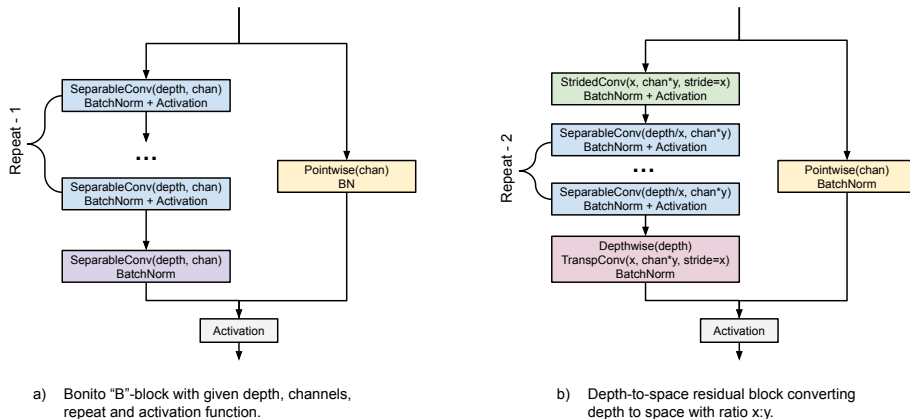 Repeat - 1
SeparableConv(depth, chan)
BatchNorm + Activation
...
SeparableConv(depth, chan)
BatchNorm + Activation
SeparableConv(depth, chan)
BatchNorm
Pointwise(chan)
BN
Activation
a) Bonito “B”-block with given depth, channels,
repeat and activation function.
Repeat - 2
StridedConv(x, chan*y, stride=x)
BatchNorm + Activation
SeparableConv(depth/x, chan*y)
BatchNorm + Activation
...
SeparableConv(depth/x, chan*y)
BatchNorm + Activation
Depthwise(depth)
TranspConv(x, chan*y, stride=x)
BatchNorm
Pointwise(chan)
BatchNorm
Activation
b) Depth-to-space residual block converting
depth to space with ratio x:y.